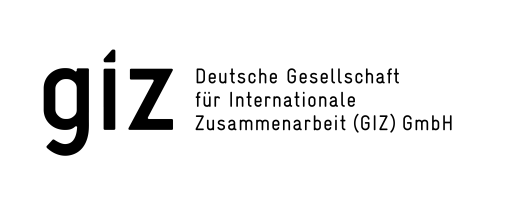 giz
Deutsche Gesellschaft
für Internationale
Zusammenarbeit (GIZ) GmbH